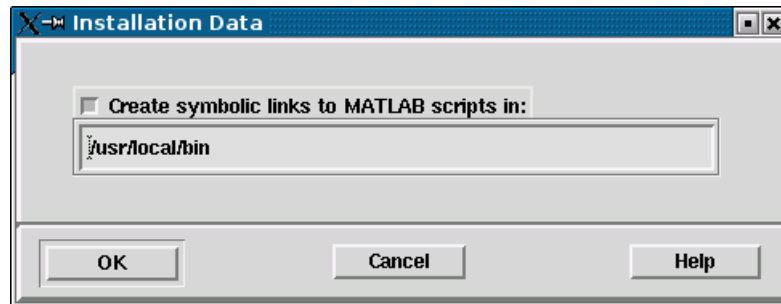 Installation Data
Create symbolic links to MATLAB scripts in:
/usr/local/bin
OK
Cancel
Help